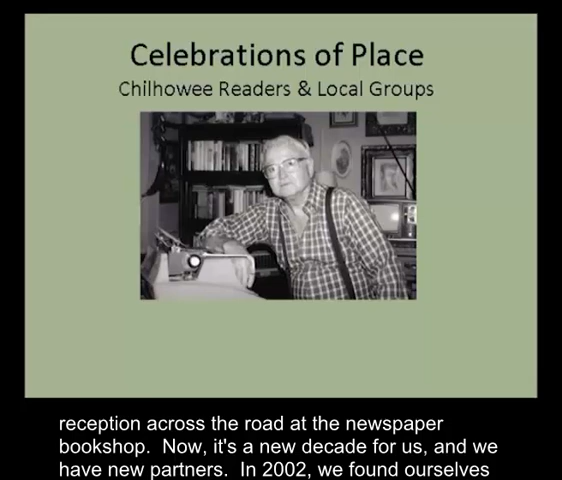 Celebrations of Place
Chilhowee Readers & Local Groups
reception across the road at the newspaper
bookshop.  Now, it's a new decade for us, and we
have new partners.  In 2002, we found ourselves